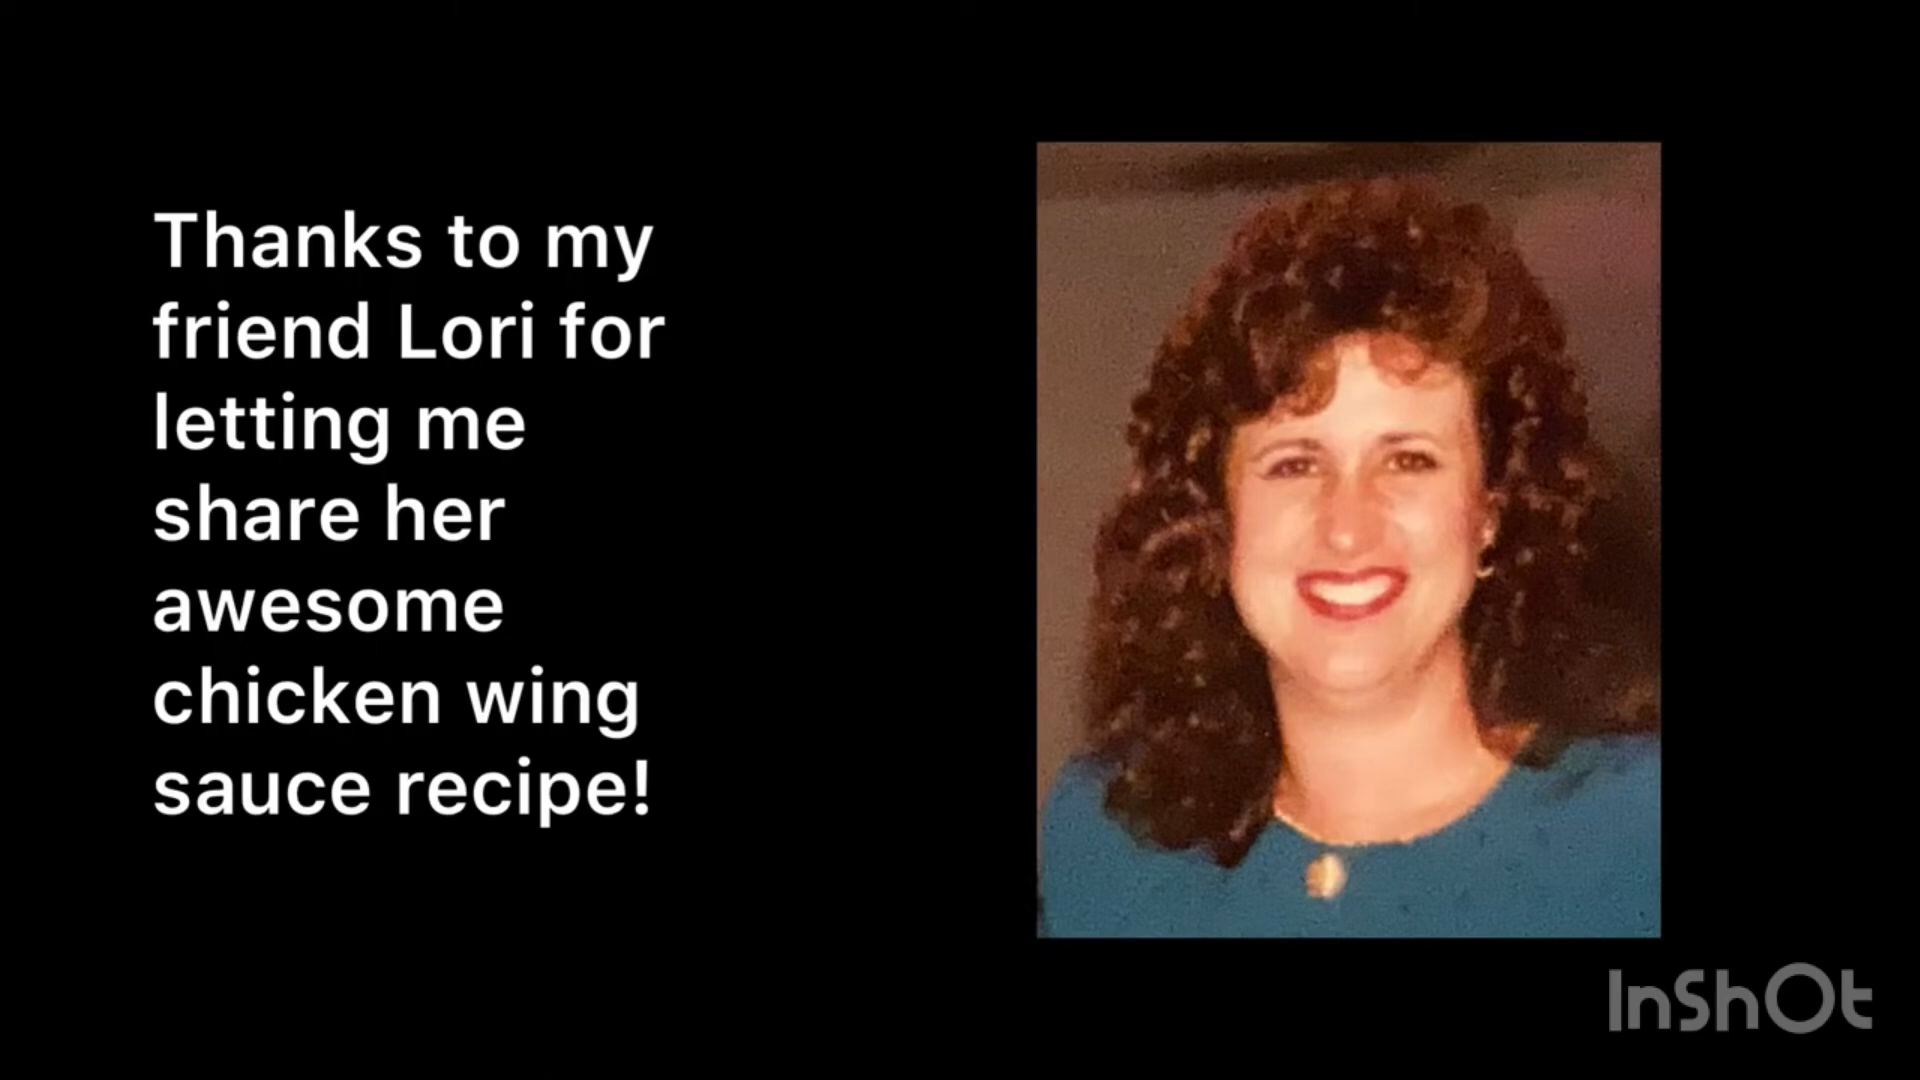 Thanks to my
friend Lori for
letting me
share her
awesome
chicken wing
sauce recipe!
InShOt